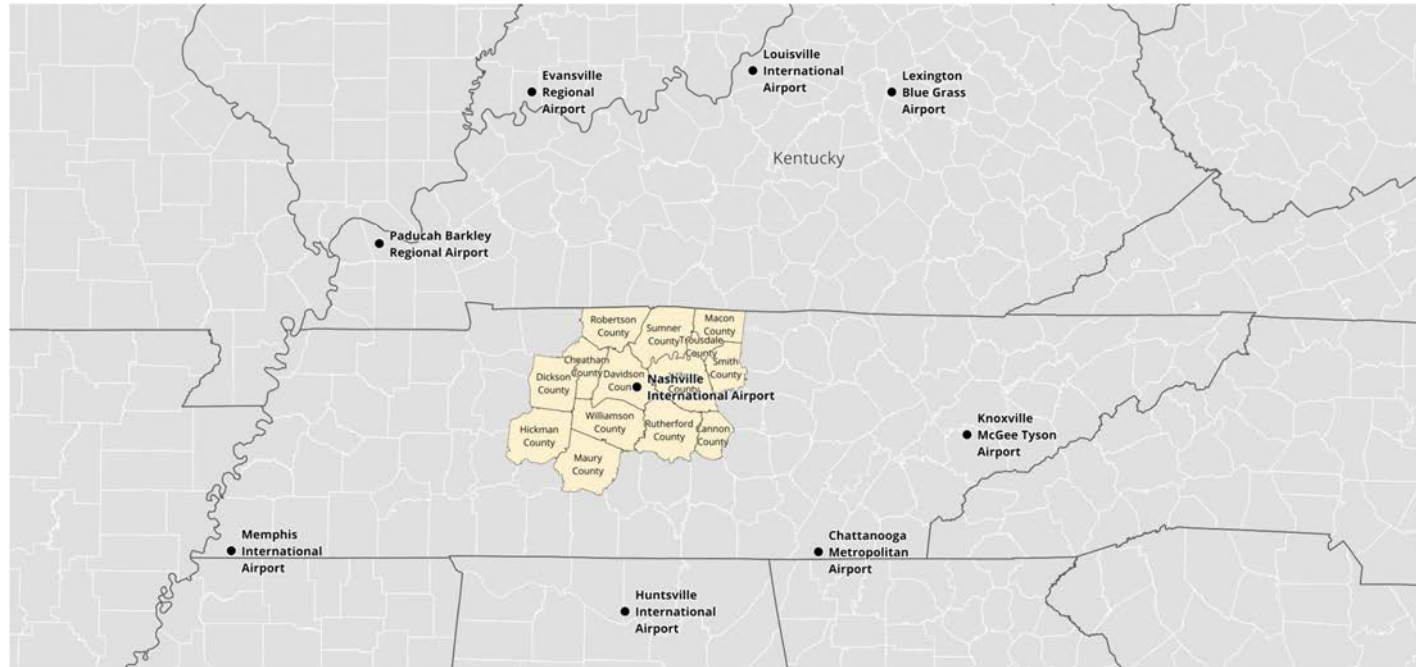 Louisville
International
Airport
Evansville
Regional
Airport
Lexington
Blue Grass
Airport
Kentucky
Paducah Barkley
Regional Airport
Robertson
County
Sumner
County
Macon
County
Trousdale
County
Cheatham
County
Smith
County
Dickson
County
Davidson
County
Nashville
International Airport
Hickman
County
Williamson
County
Rutherford
County
Cannon
County
Maury
County
Knoxville
McGee Tyson
Airport
Memphis
International
Airport
Chattanooga
Metropolitan
Airport
Huntsville
International
Airport